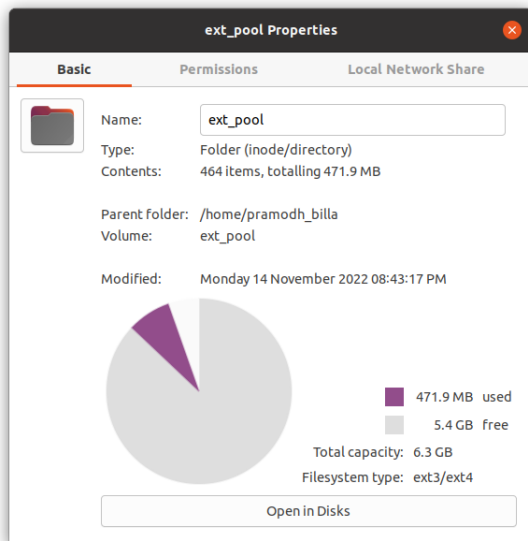 ext_pool Properties
Basic Permissions Local Network Share
Name: ext_pool
Type: Folder (inode/directory)
Contents: 464 items, totalling 471.9 MB
Parent folder: /home/pramodh_billa
Volume: ext_pool
Modified: Monday 14 November 2022 08:43:17 PM
471.9 MB used
5.4 GB free
Total capacity: 6.3 GB
Filesystem type: ext3/ext4
Open in Disks